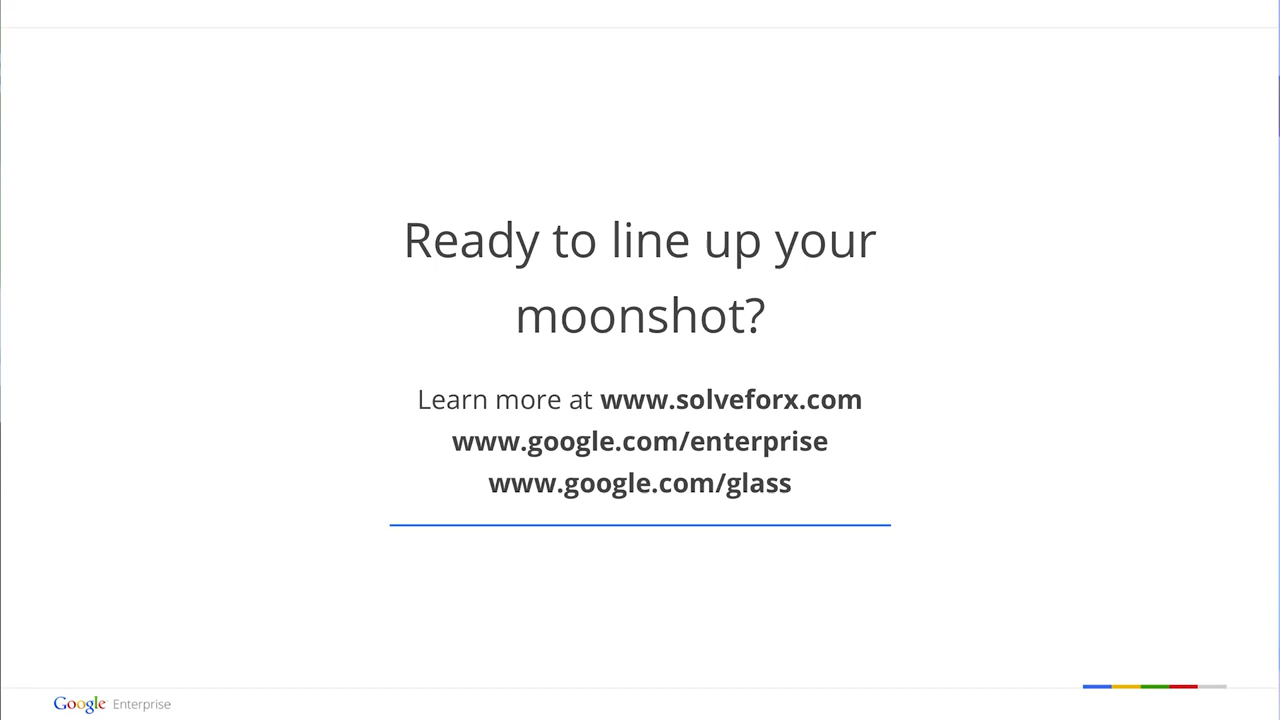 Ready to line up your
moonshot?
Learn more at www.solveforx.com
www.google.com/enterprise
www.google.com/glass
Google Enterprise